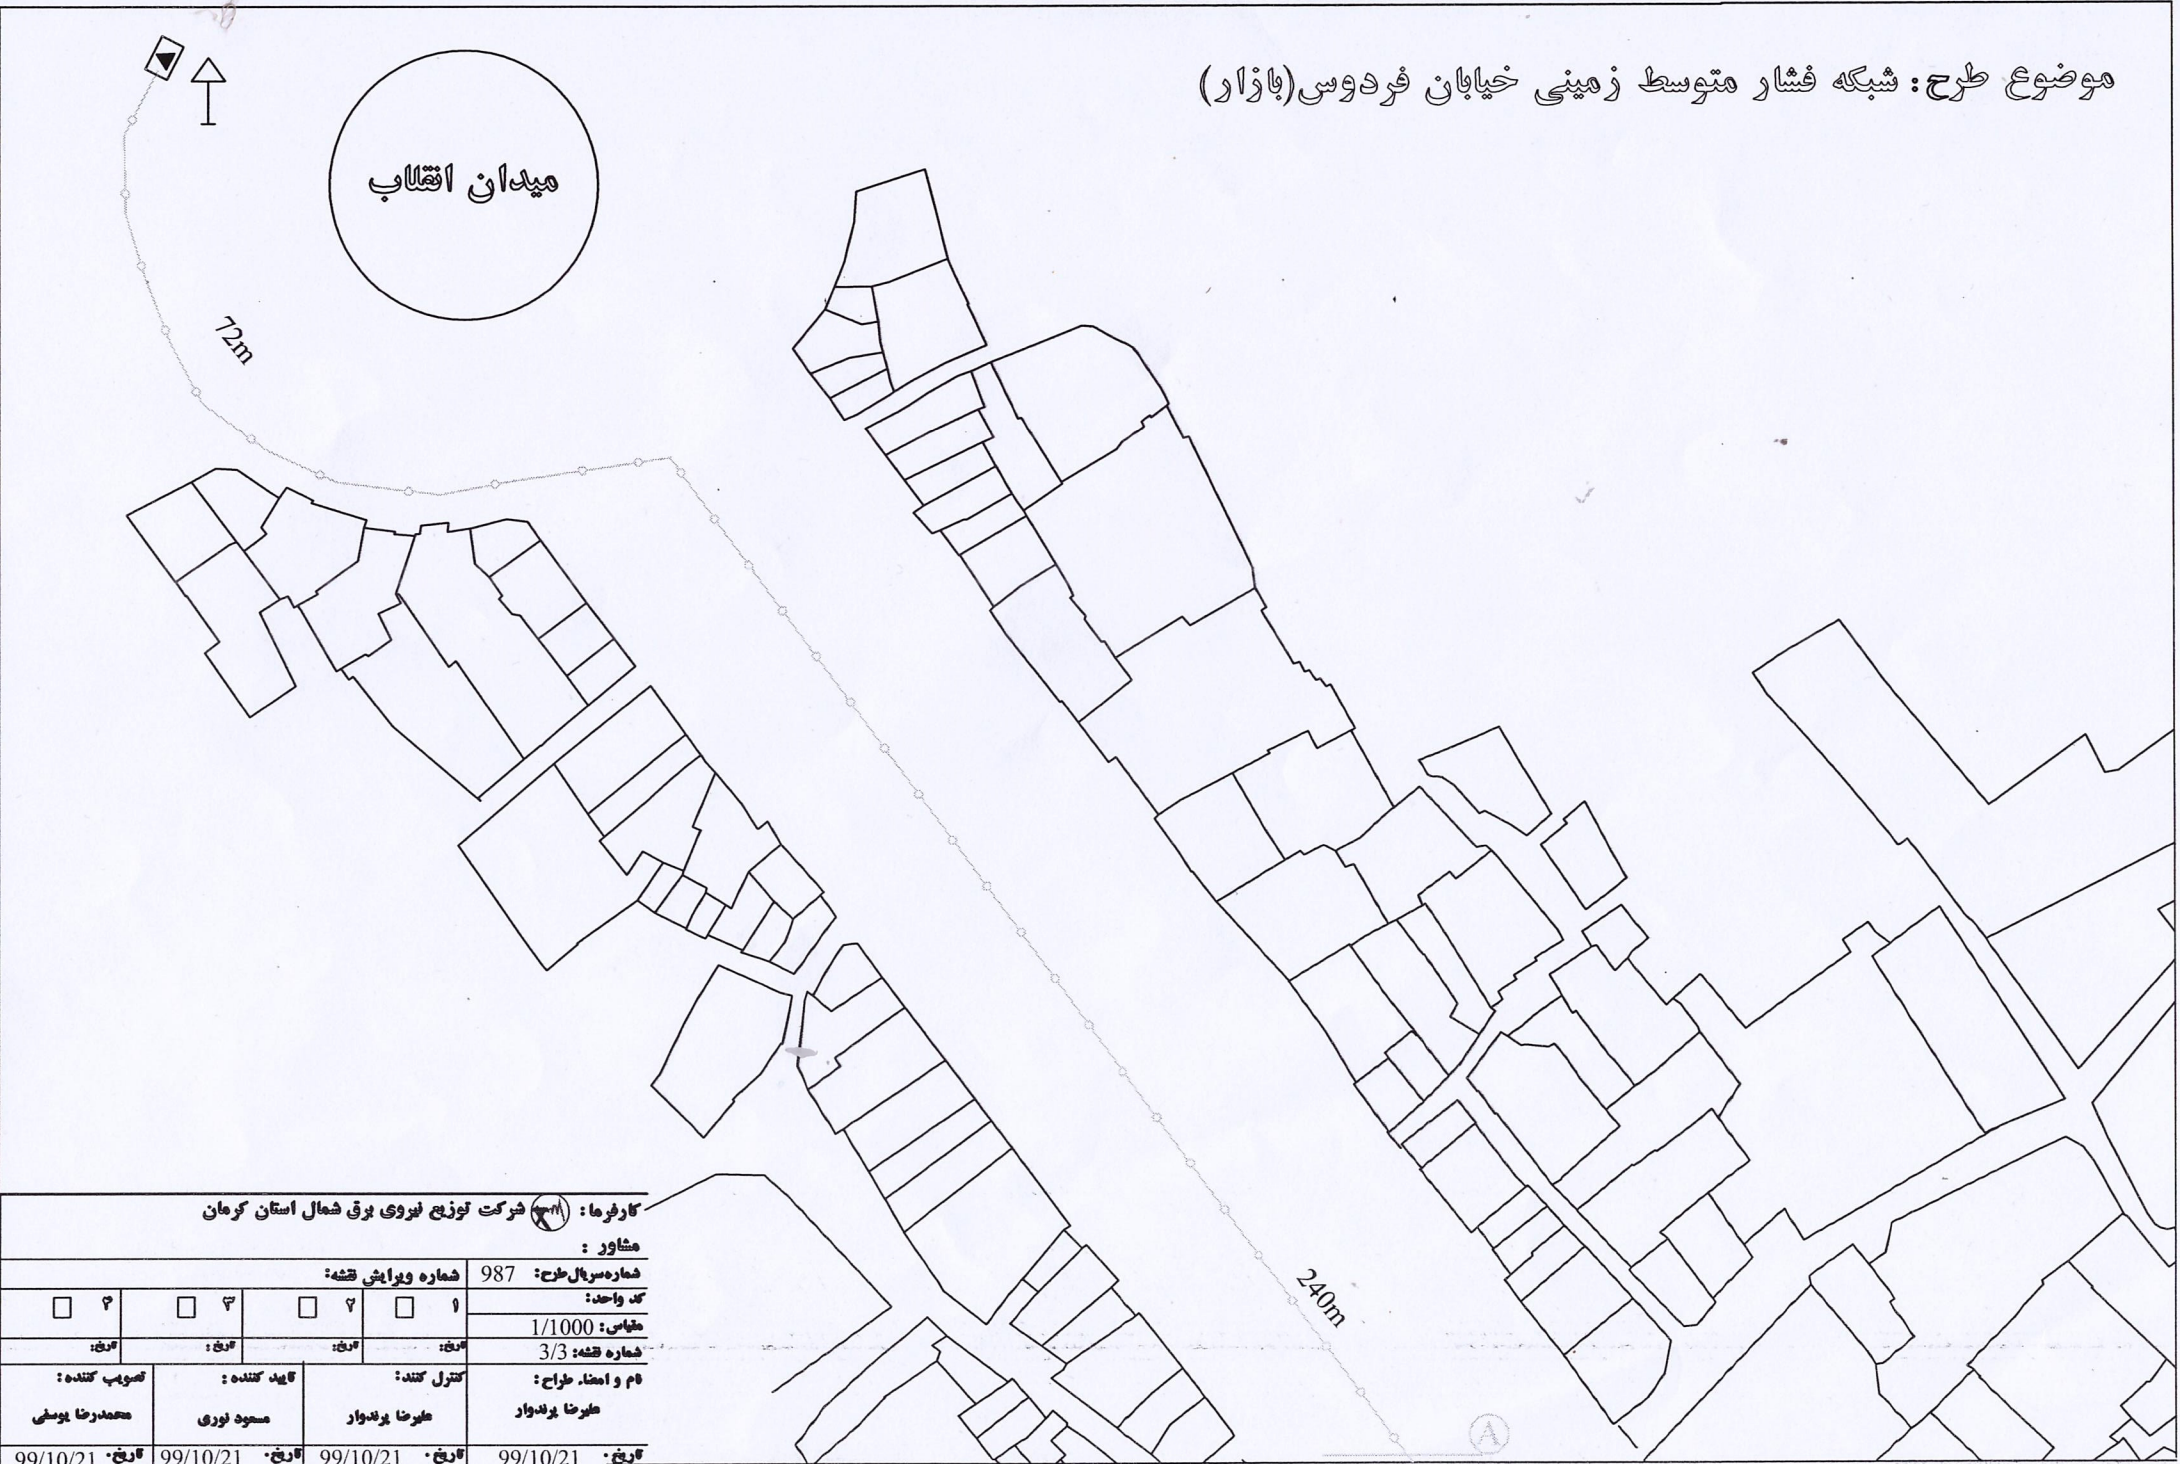 موضوع طرح: شبکه فشار متوسط زمینی خیابان فردوس(بازار)
میدان انقلاب
72m
240m
A
کارفرما: شرکت توزیع نیروی برق شمال استان کرمان
مشاور :
شماره سریال طرح: 987 شماره ویرایش نقشه:
کد واحد: ۱ ۲ ۳ ۴
مقیاس: 1/1000
شماره نقشه: 3/3 تاریخ: تاریخ: تاریخ: تاریخ:
نام و امضاء طراح: کنترل کنند: تایید کننده: تصویب کننده:
علیرضا پرندوار علیرضا پرندوار مسعود نوری محمدرضا یوسفی
تاریخ: 99/10/21 تاریخ: 99/10/21 تاریخ: 99/10/21 تاریخ: 99/10/21